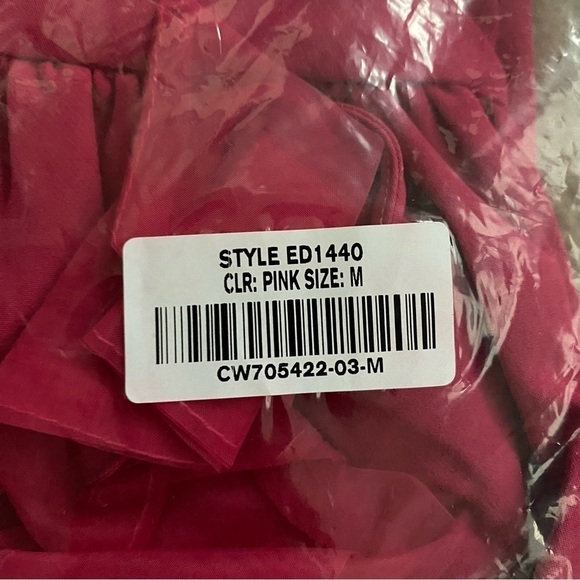 STYLE ED1440
CLR: PINK SIZE: M
CW705422-03-M